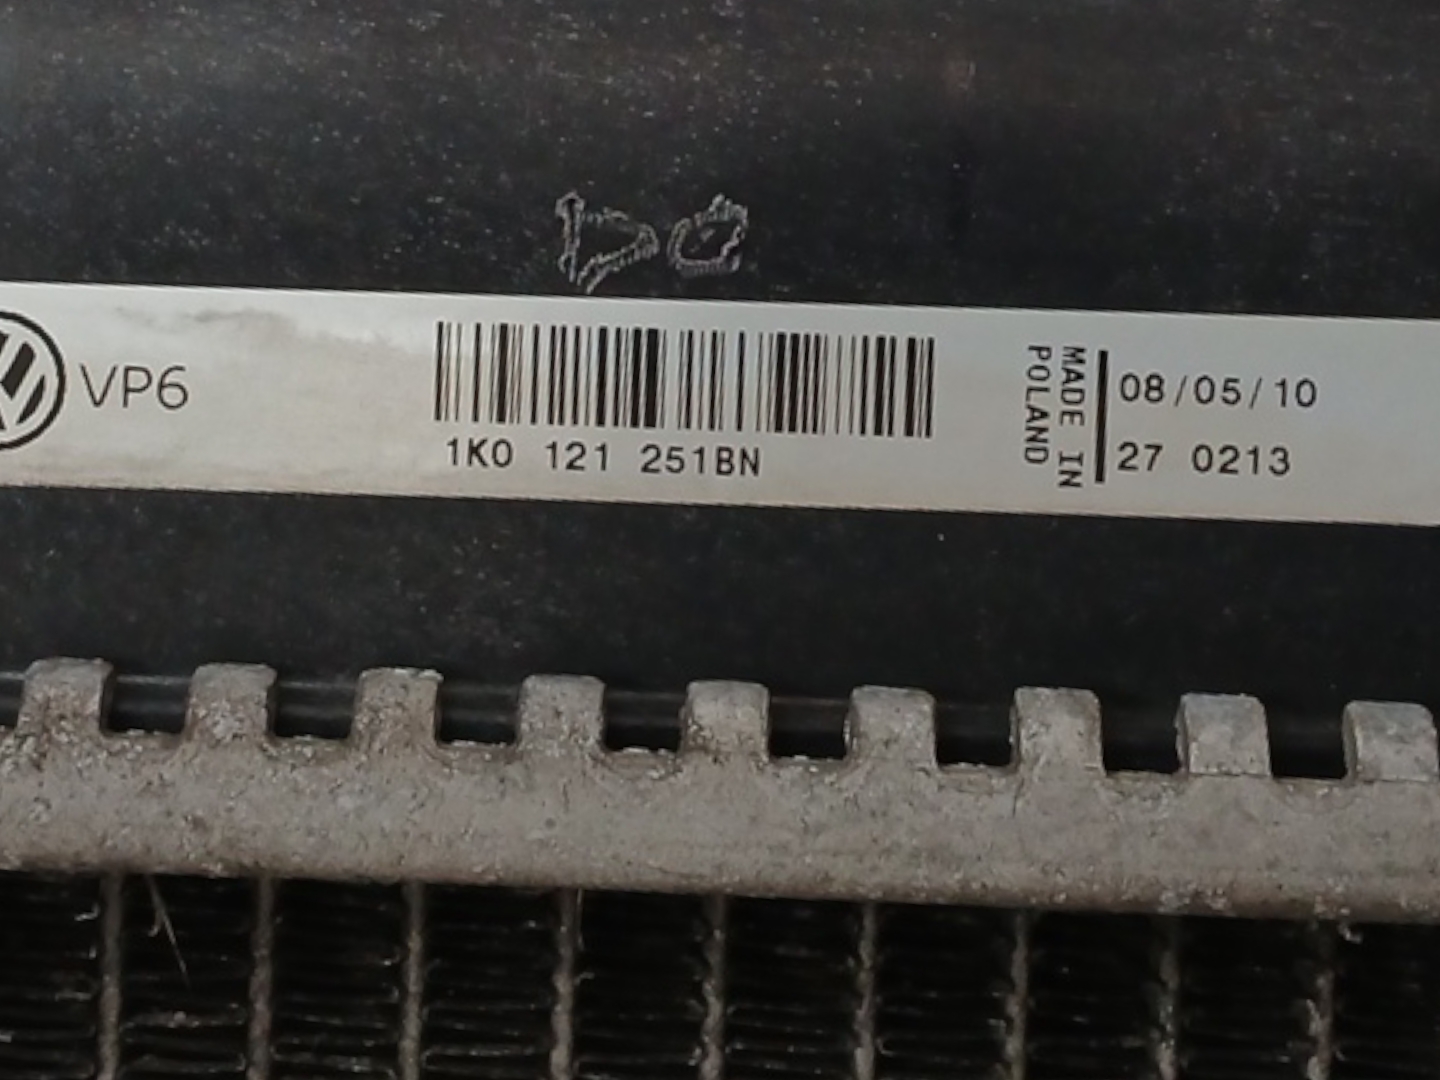 VP6
1K0 121 251BN
MADE IN
POLAND
08/05/10
27 0213